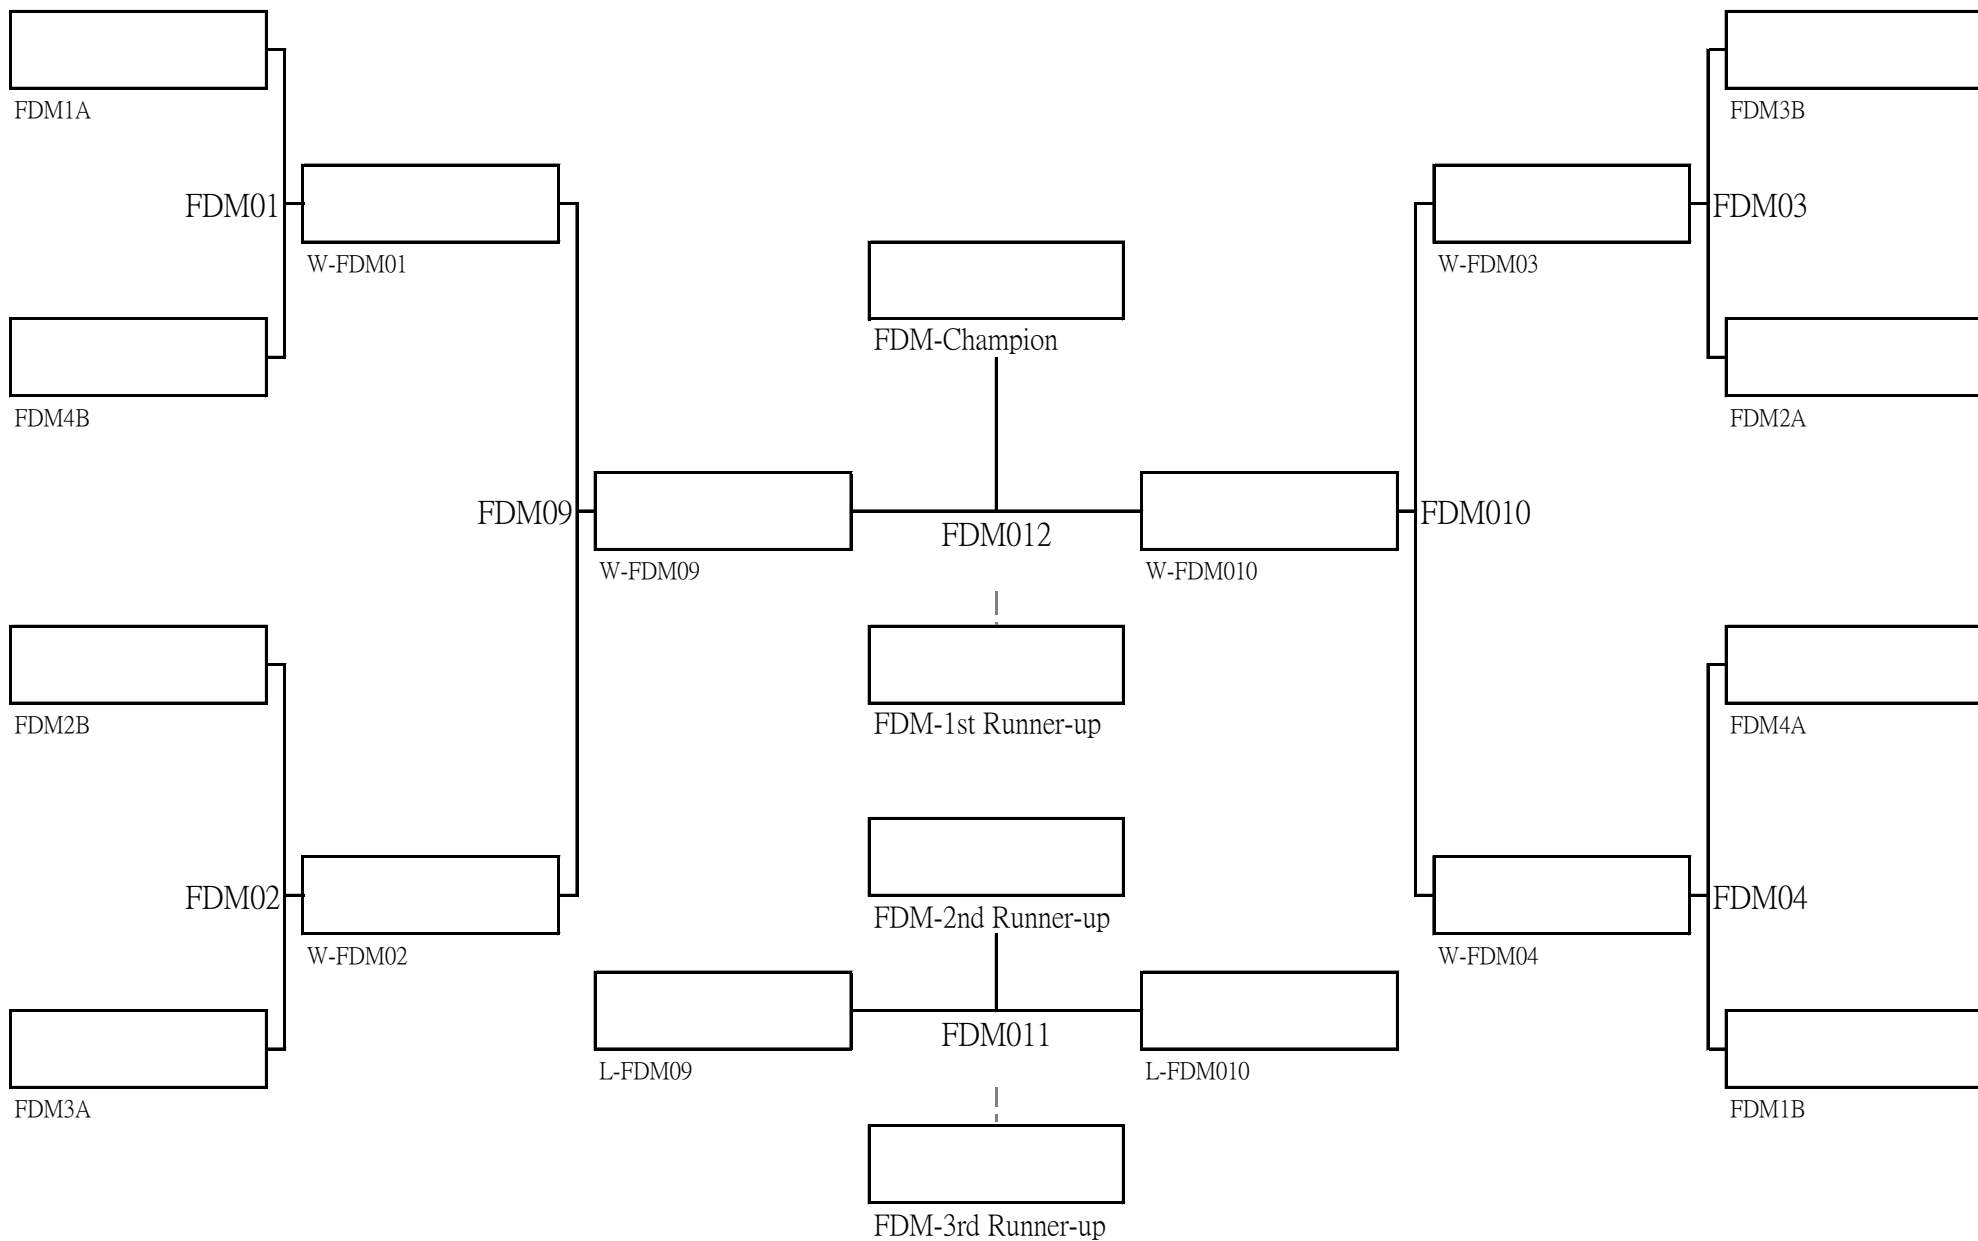 FDM1A
FDM3B
FDM01
FDM03
W-FDM01
W-FDM03
FDM-Champion
FDM4B
FDM2A
FDM09
FDM010
FDM012
W-FDM09
W-FDM010
FDM2B
FDM-1st Runner-up
FDM4A
FDM02
FDM04
FDM-2nd Runner-up
W-FDM02
W-FDM04
FDM011
L-FDM09
L-FDM010
FDM3A
FDM1B
FDM-3rd Runner-up